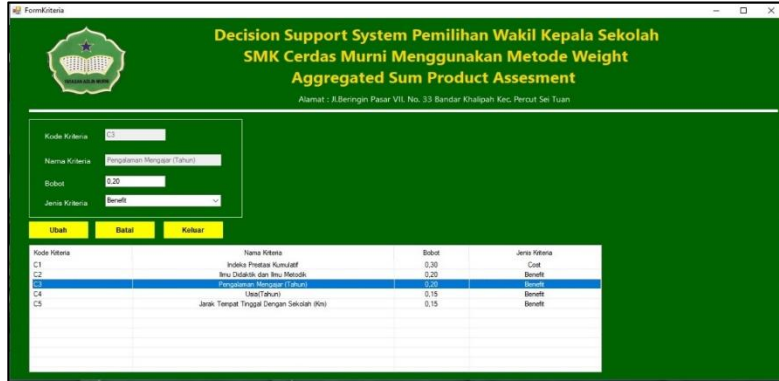 FormKriteria
Decision Support System Pemilihan Wakil Kepala Sekolah
SMK Cerdas Murni Menggunakan Metode Weight
Aggregated Sum Product Assesment
Alamat : Jl.Beringin Pasar VII. No. 33 Bandar Khalipah Kec. Percut Sei Tuan
Kode Kriteria C3
Nama Kriteria Pengalaman Mengajar (Tahun)
Bobot 0,20
Jenis Kriteria Benefit
Ubah Batal Keluar
Kode Kriteria Nama Kriteria Bobot Jenis Kriteria
C1 Indeks Prestasi Kumulatif 0,30 Cost
C2 Ilmu Didaktik dan Ilmu Metodik 0,20 Benefit
C3 Pengalaman Mengajar (Tahun) 0,20 Benefit
C4 Usia(Tahun) 0,15 Benefit
C5 Jarak Tempat Tinggal Dengan Sekolah (Km) 0,15 Benefit